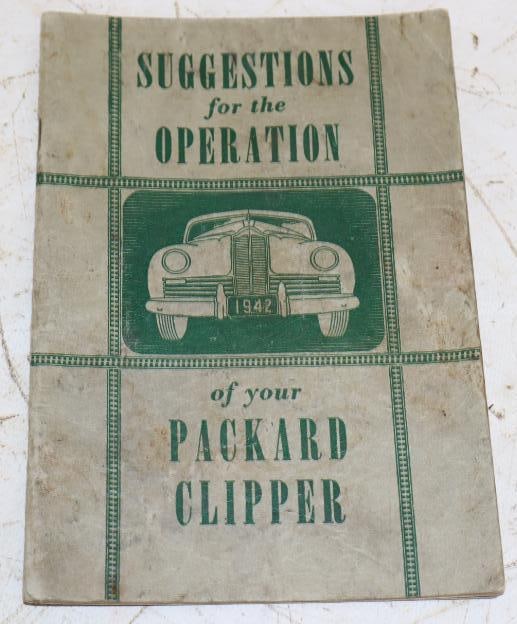 SUGGESTIONS
for the
OPERATION
1942
of your
PACKARD
CLIPPER